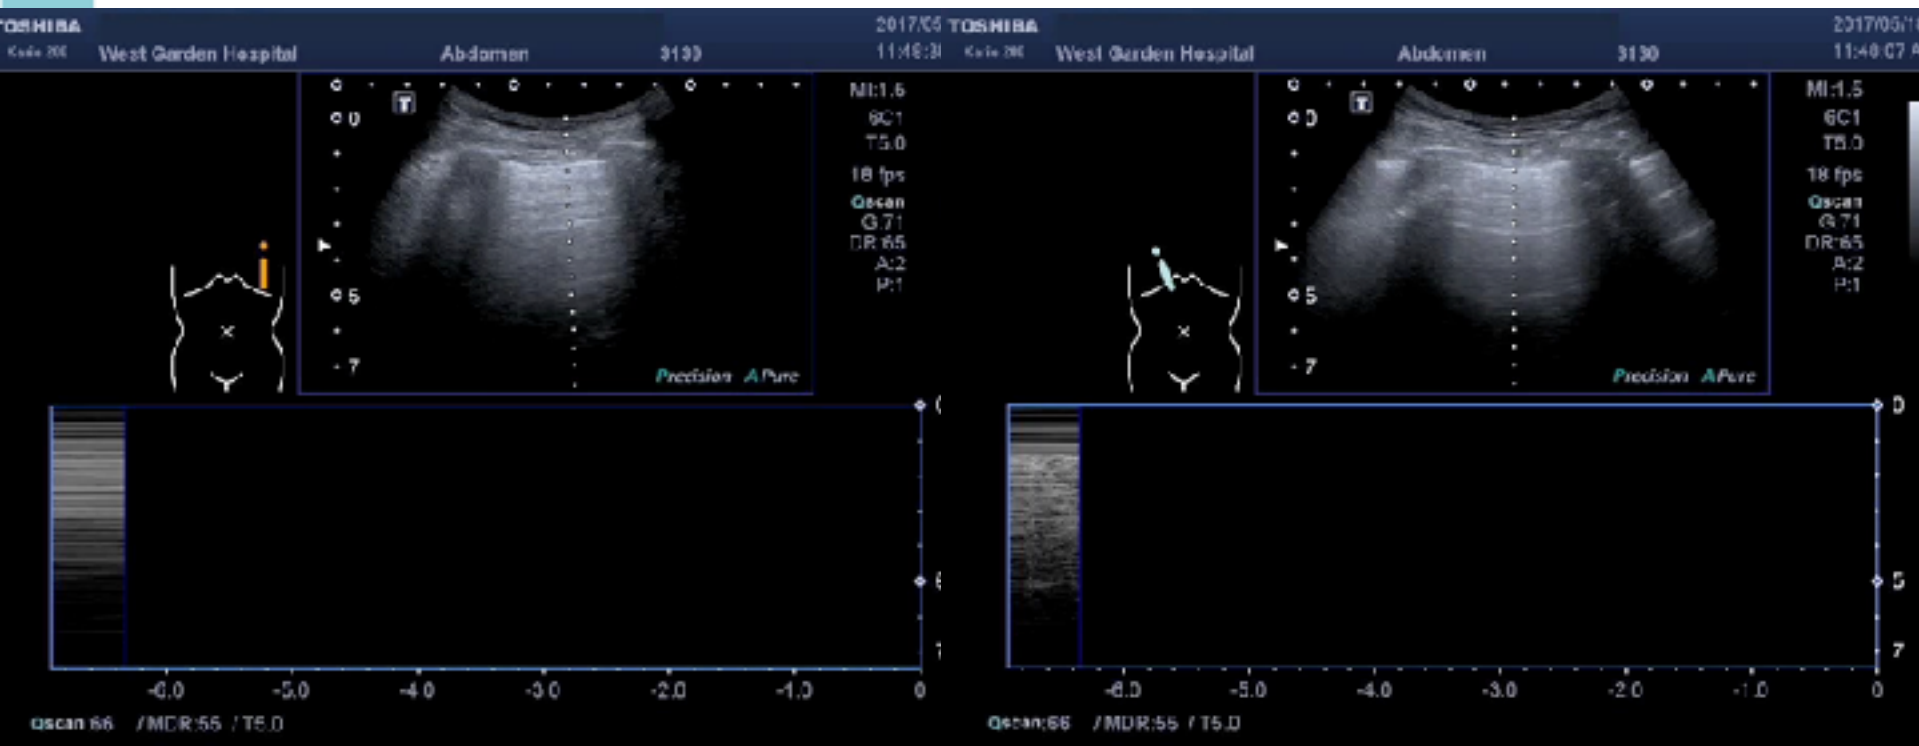 TOSHIBA
West Garden Hospital Abdomen
MI:1.5
6C1
T5.0
18 fps
Qscan
G:71
DR:65
A:2
P:1
T
0
5
7
Precision APure
-5.0 -4.0 -3.0 -2.0 -1.0 0
Qscan:66 /MDR:55 / T5.0
TOSHIBA
West Garden Hospital Abdomen 3130
MI:1.5
6C1
T5.0
18 fps
Qscan
G:71
DR:65
A:2
P:1
T
0
5
7
Precision APure
0
5
7
-6.0 -5.0 -4.0 -3.0 -2.0 -1.0 0
Qscan:66 /MDR:55 / T5.0